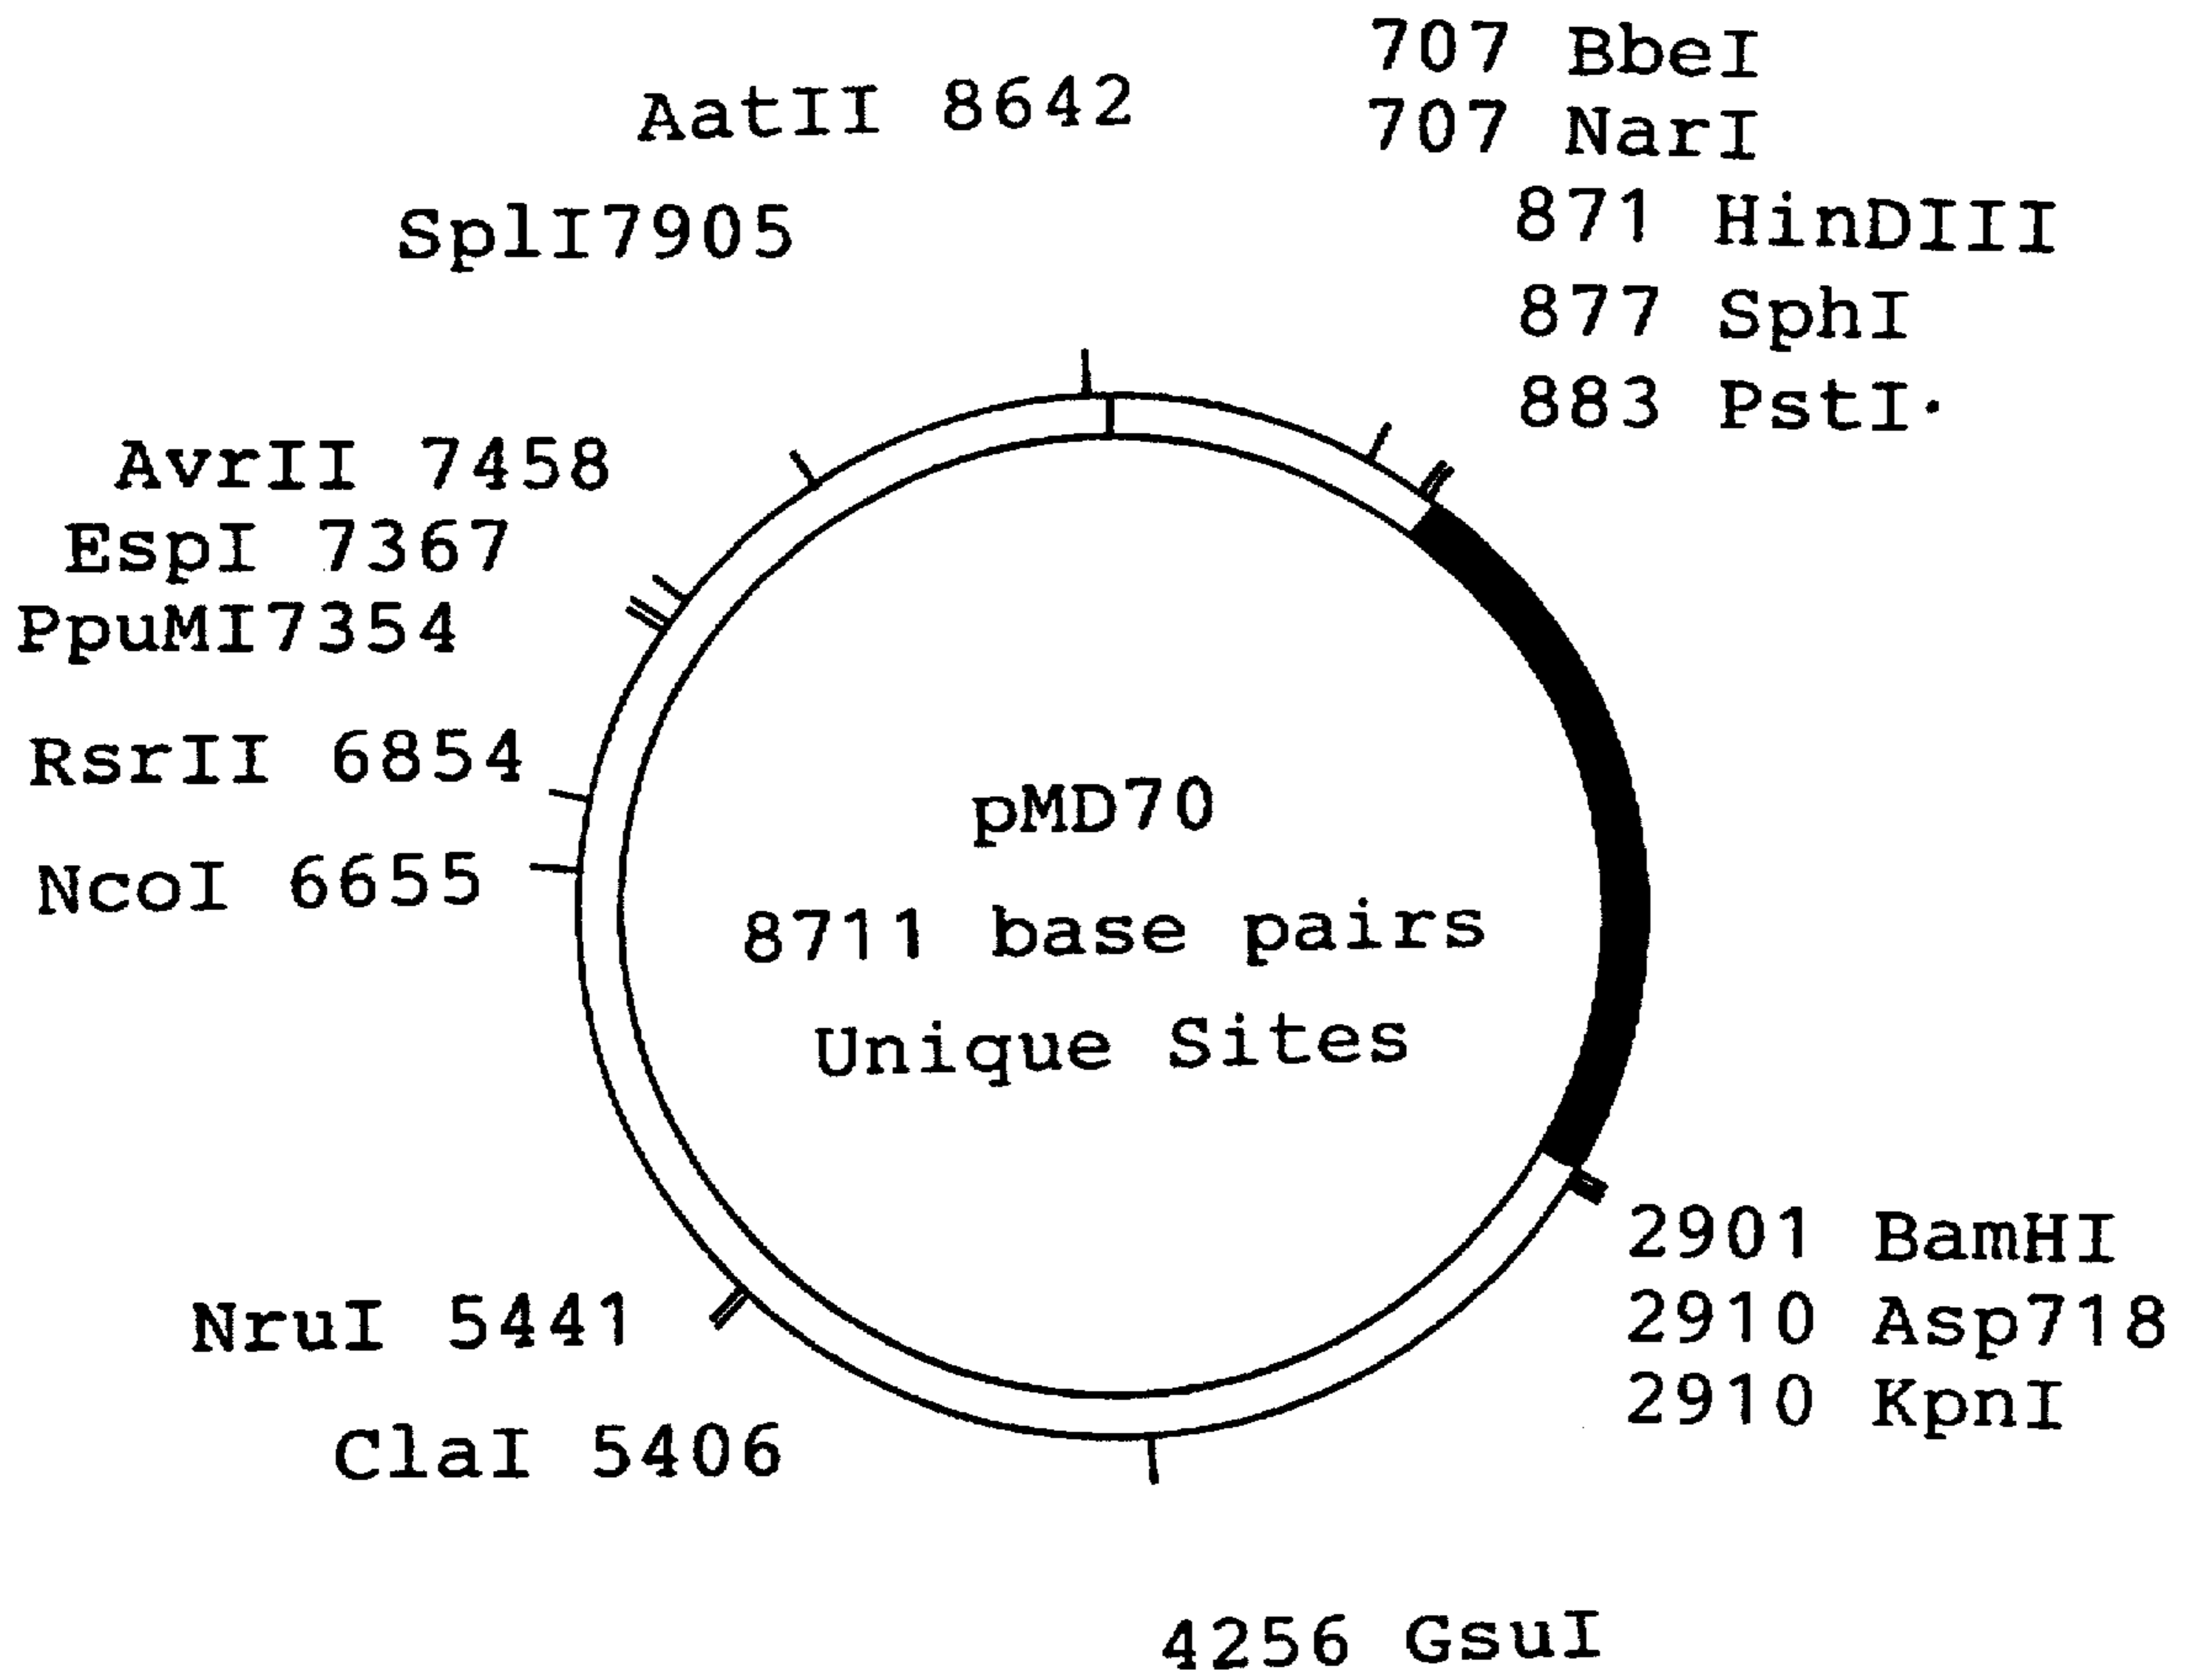 707 BbeI
AatII 8642
707 NarI
SplI7905
871 HinDIII
877 SphI
883 PstI.
AvrII 7458
EspI 7367
PpuMI7354
RsrII 6854
pMD70
NcoI 6655
8711 base pairs
Unique Sites
2901 BamHI
NruI 5441
2910 Asp718
2910 KpnI
ClaI 5406
4256 GsuI